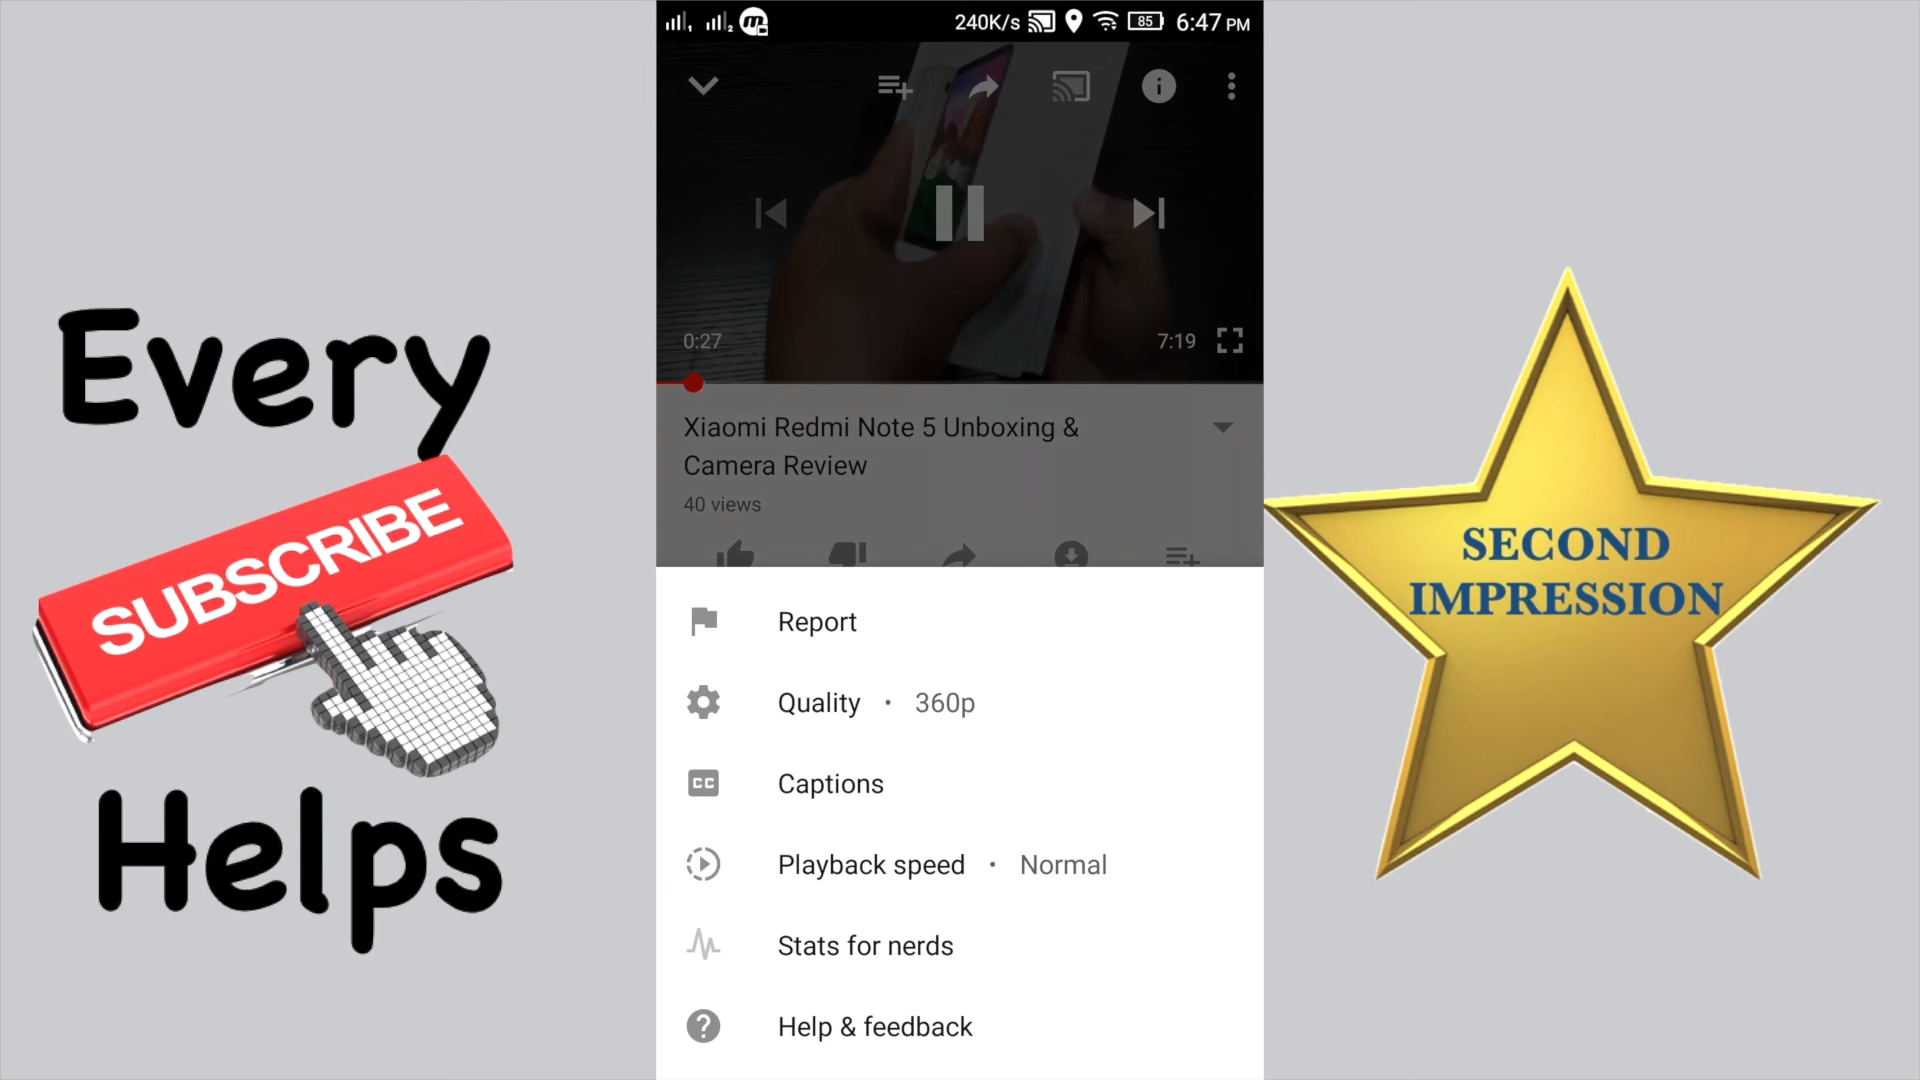 Every
SUBSCRIBE
Helps
240K/s 85 6:47 PM
0:27 7:19
Xiaomi Redmi Note 5 Unboxing &
Camera Review
40 views
Report
Quality • 360p
CC Captions
Playback speed • Normal
Stats for nerds
Help & feedback
SECOND
IMPRESSION